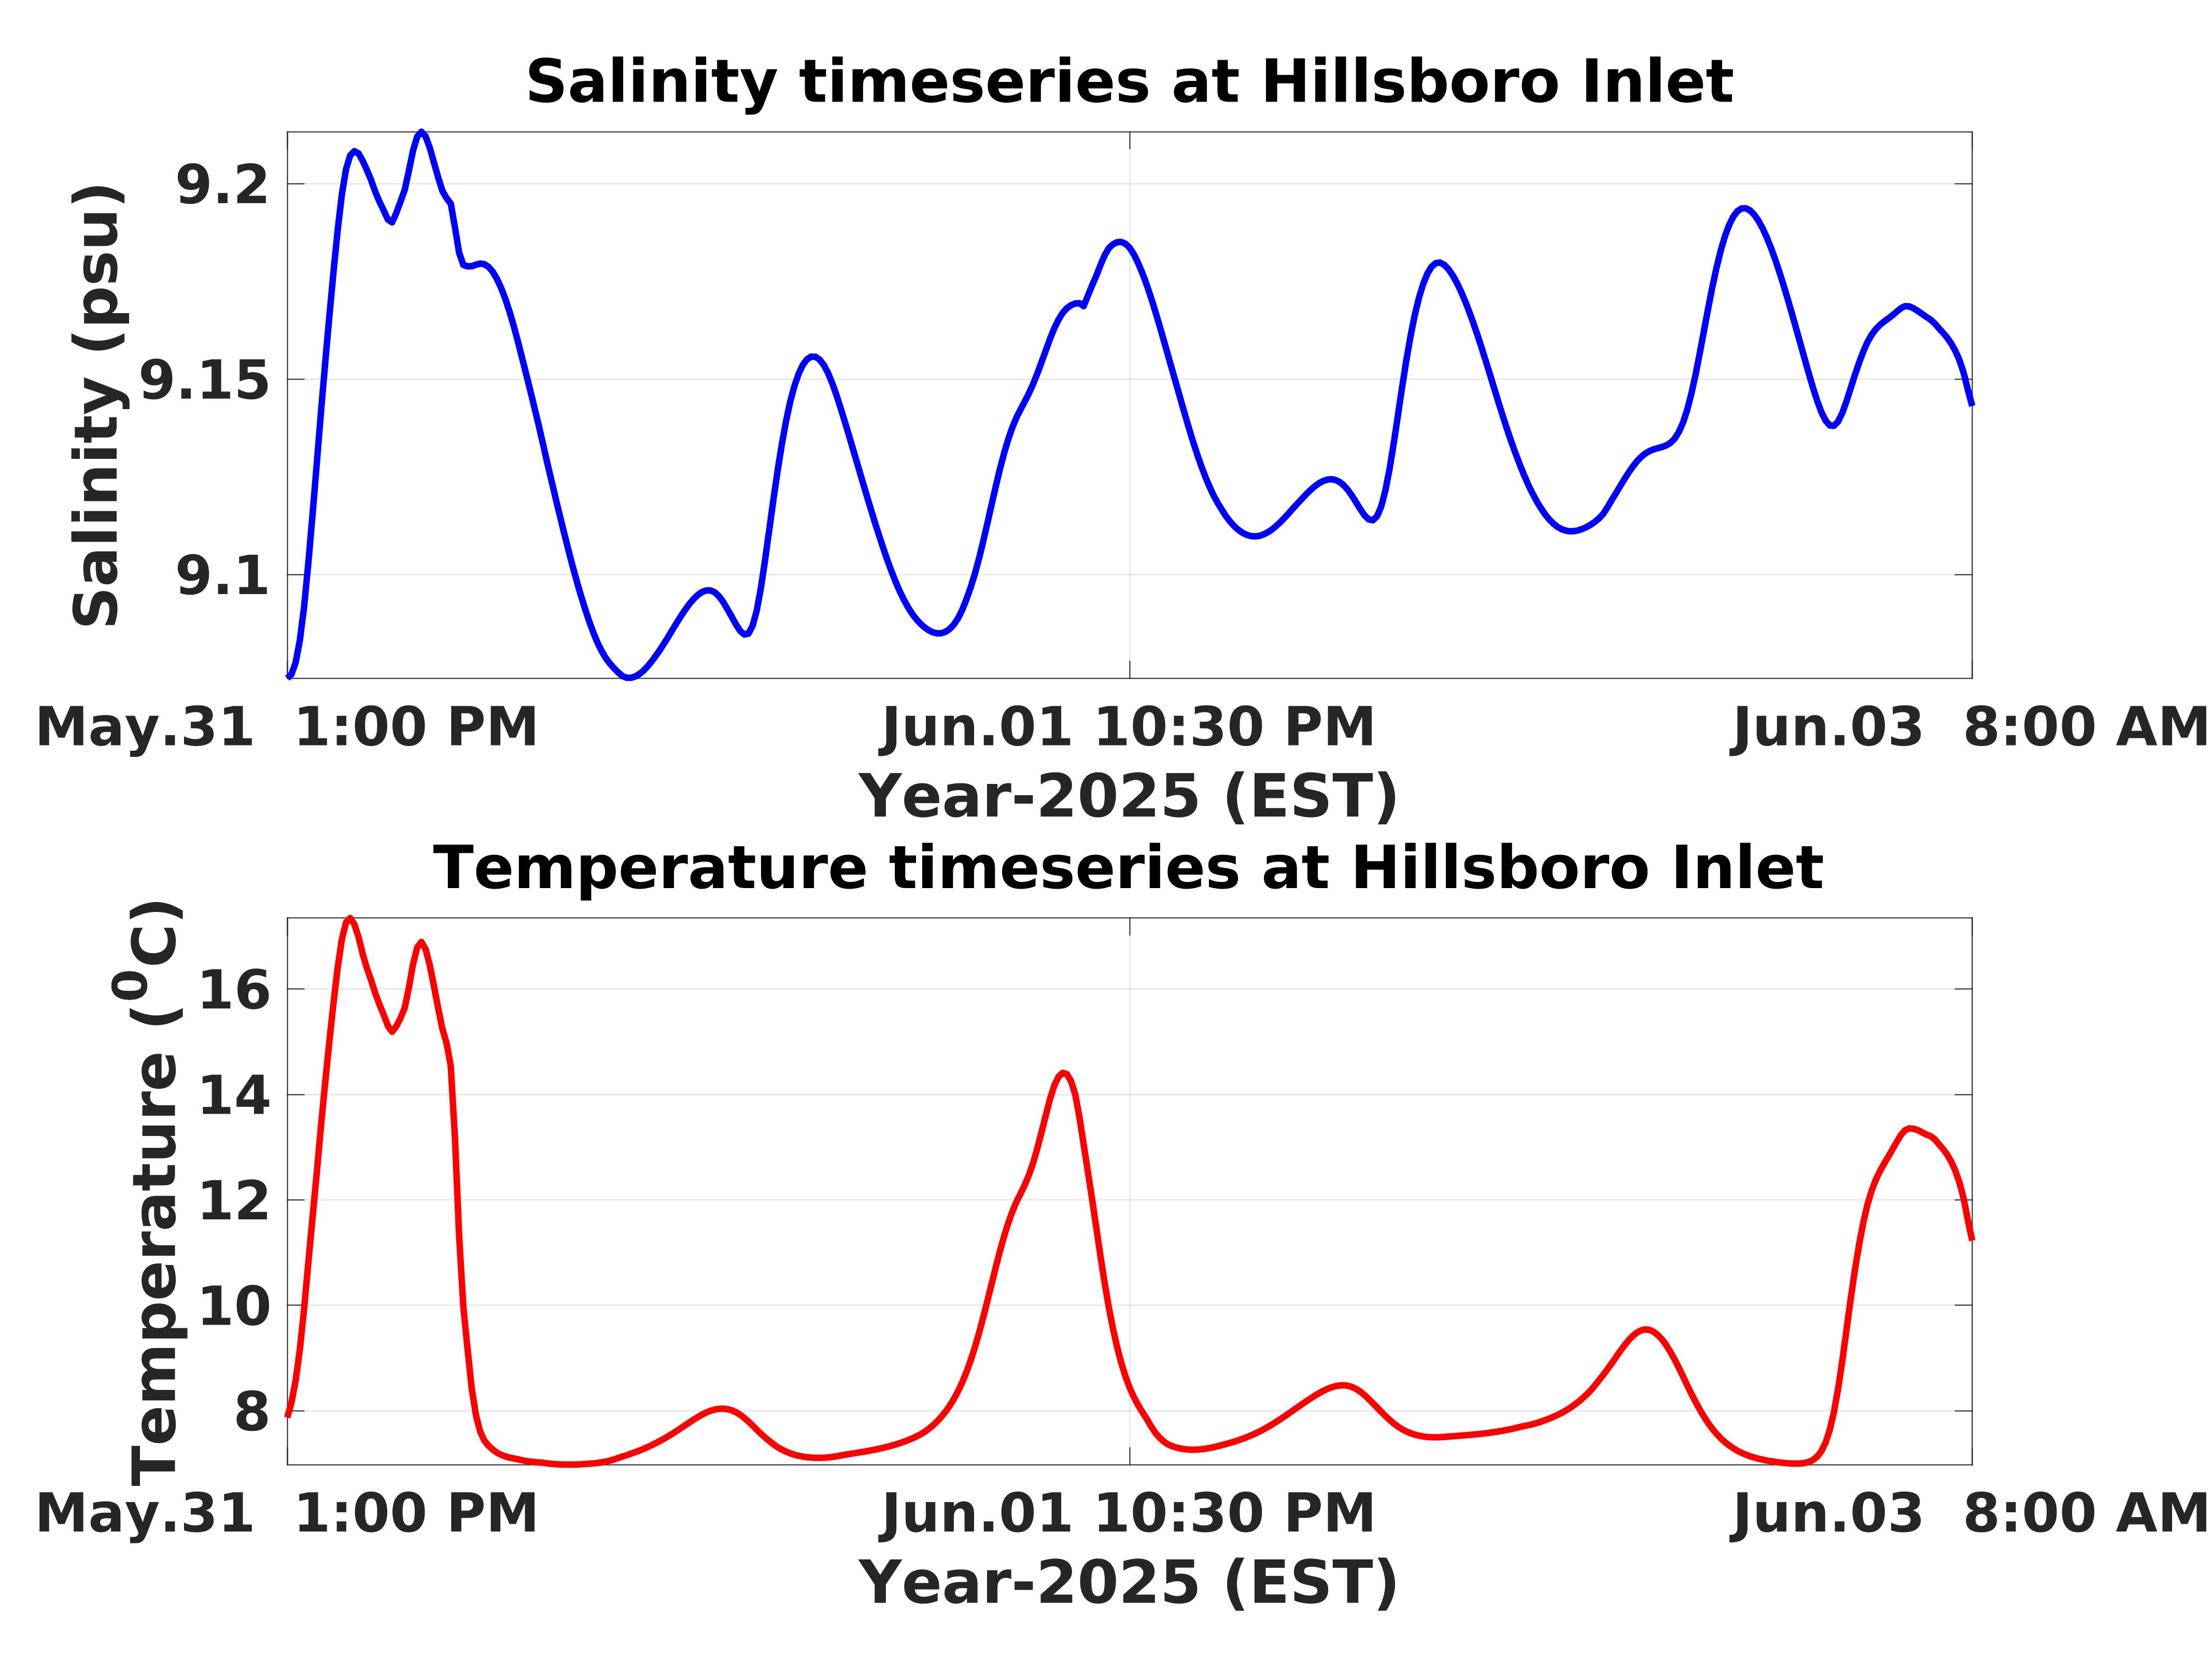 Salinity timeseries at Hillsboro Inlet
Salinity (psu)
9.2
9.15
9.1
May.31 1:00 PM Jun.01 10:30 PM Jun.03 8:00 AM
Year-2025 (EST)
Temperature timeseries at Hillsboro Inlet
Temperature (⁰C)
16
14
12
10
8
May.31 1:00 PM Jun.01 10:30 PM Jun.03 8:00 AM
Year-2025 (EST)